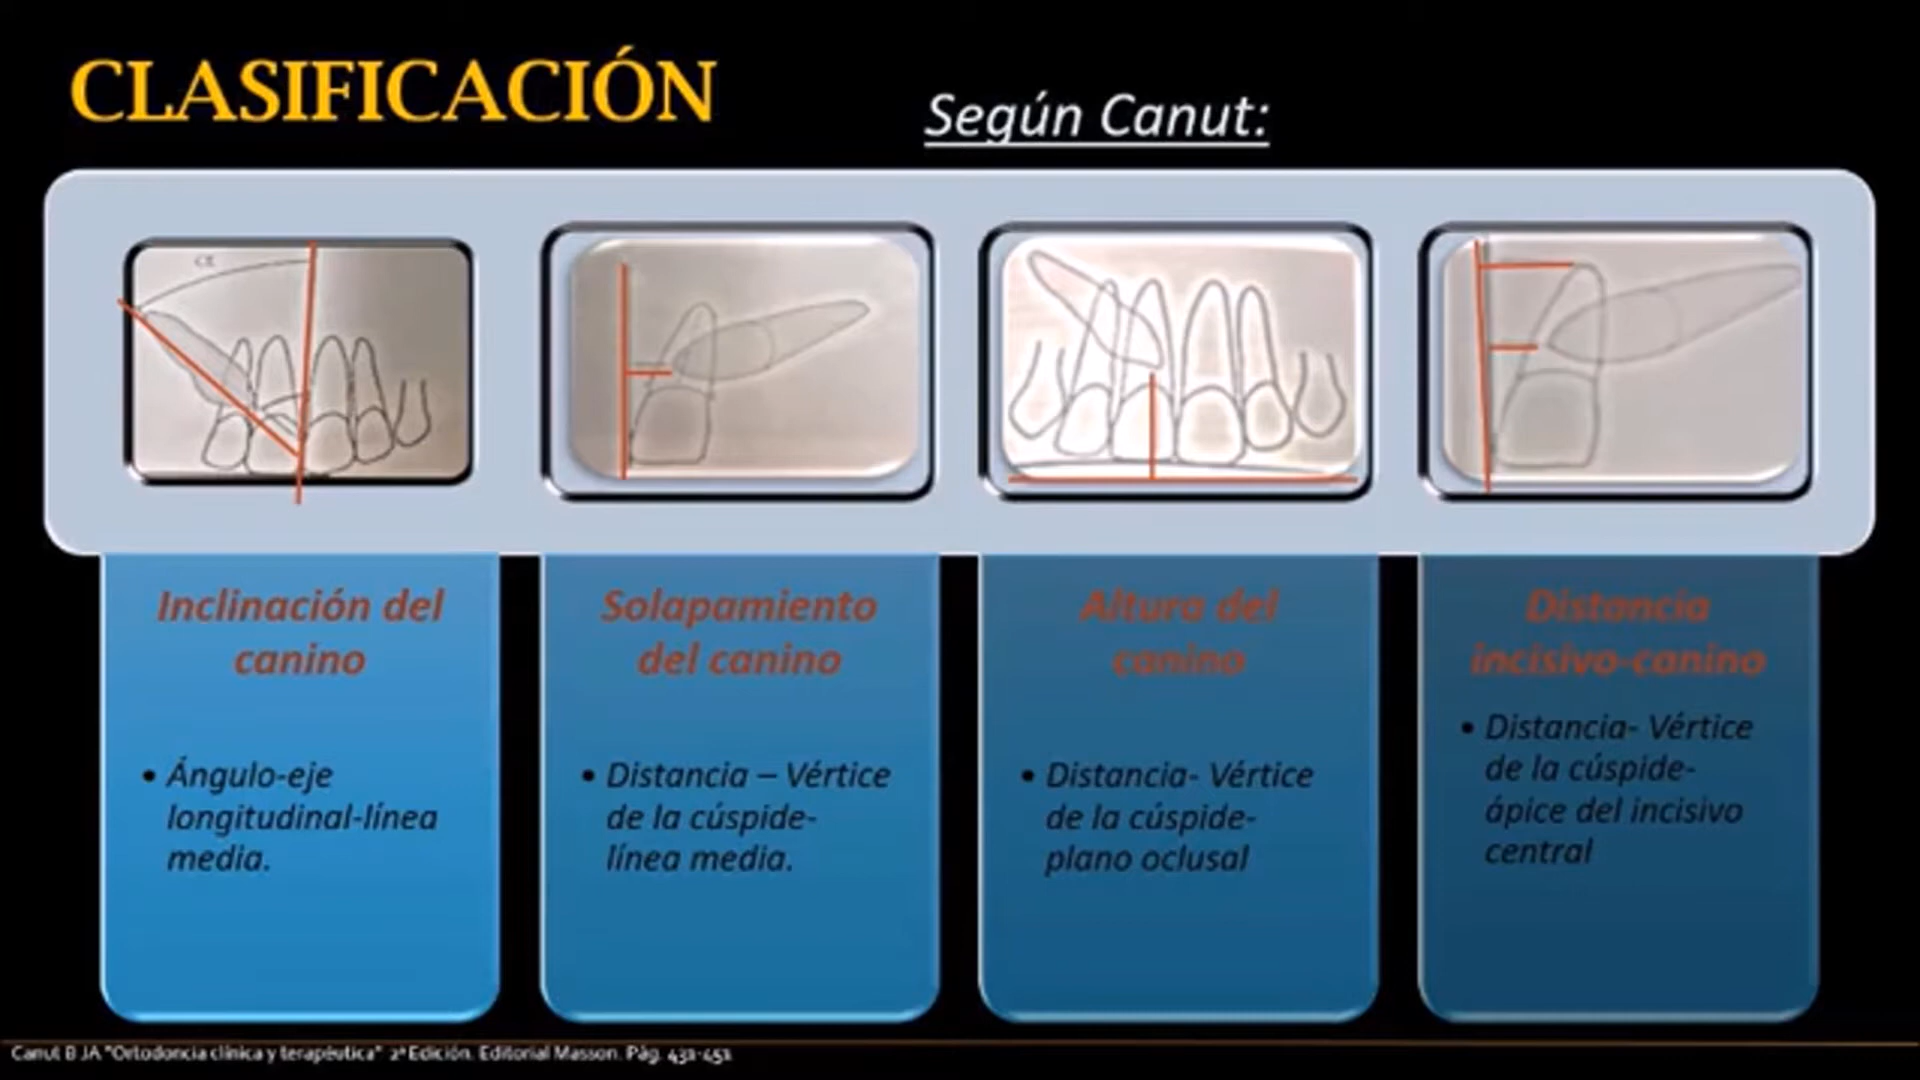 CLASIFICACIÓN
Según Canut:
α
Inclinación del
canino
• Ángulo-eje
longitudinal-línea
media.
Solapamiento
del canino
• Distancia – Vértice
de la cúspide-
línea media.
Altura del
canino
• Distancia- Vértice
de la cúspide-
plano oclusal
Distancia
incisivo-canino
• Distancia- Vértice
de la cúspide-
ápice del incisivo
central
Canut B JA "Ortodoncia clínica y terapéutica" 2ª Edición. Editorial Masson. Pág. 431-451